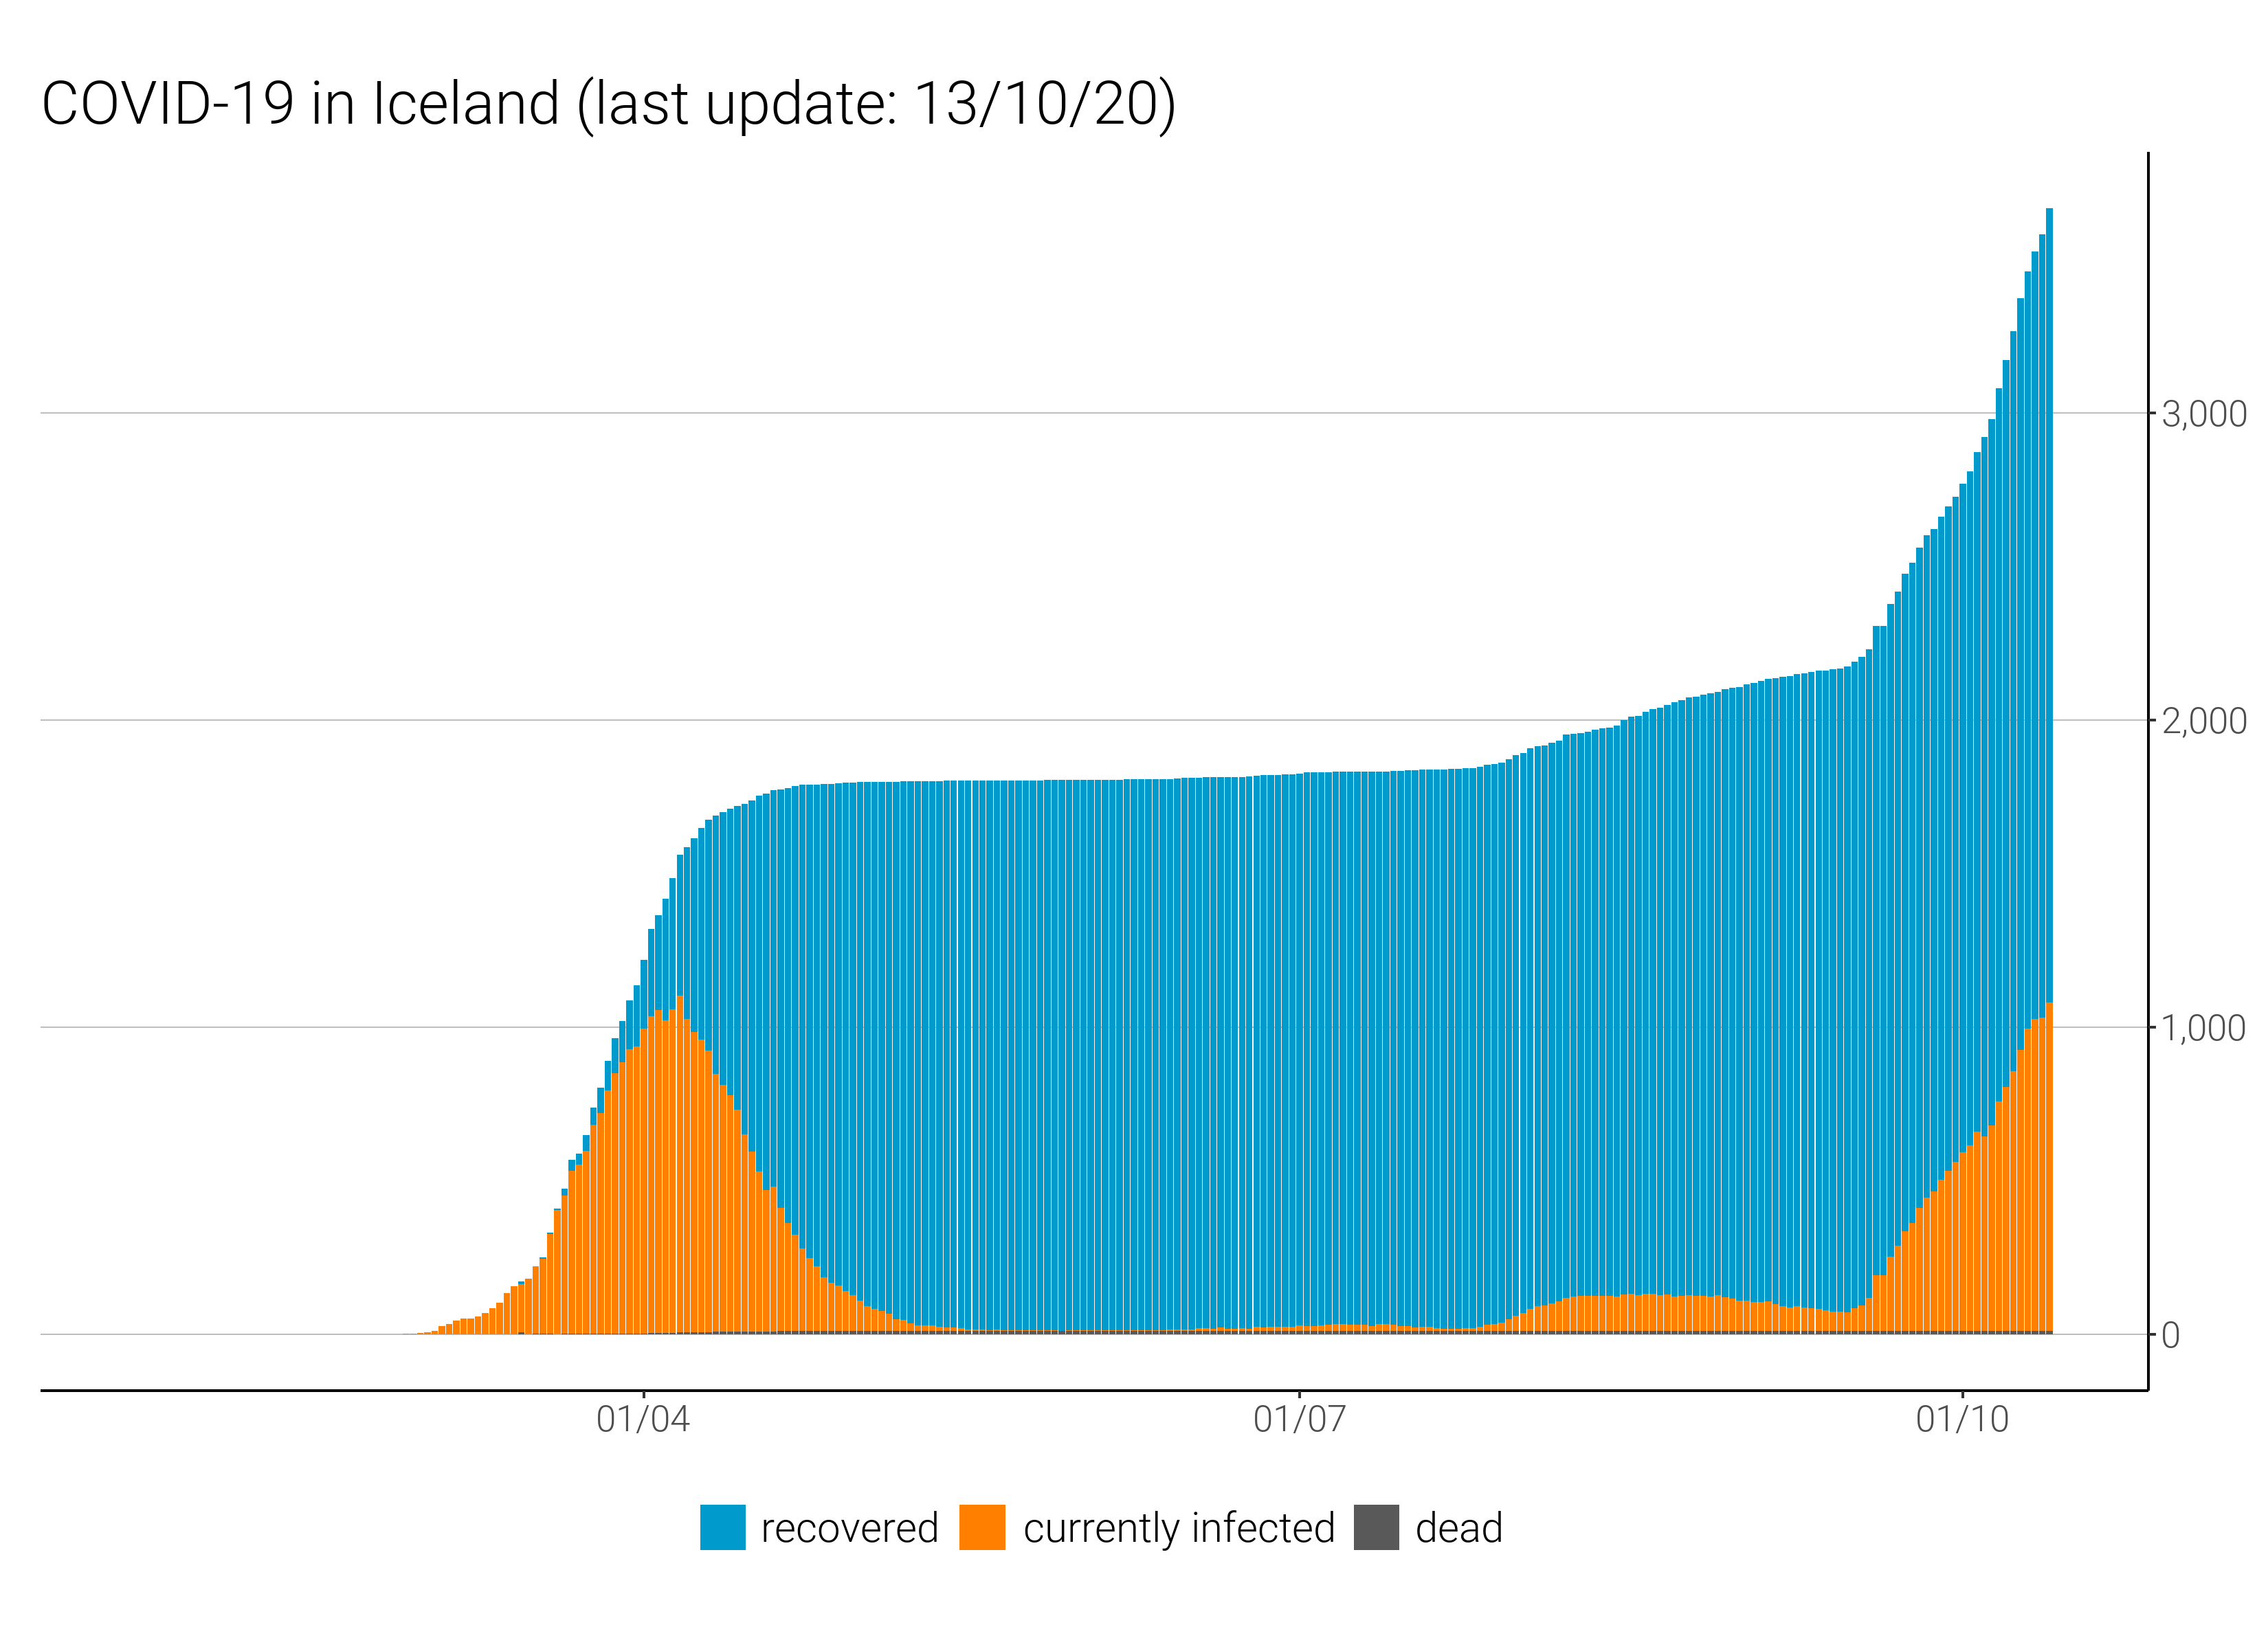 COVID-19 in Iceland (last update: 13/10/20)
3,000
2,000
1,000
0
01/04 01/07 01/10
recovered currently infected dead